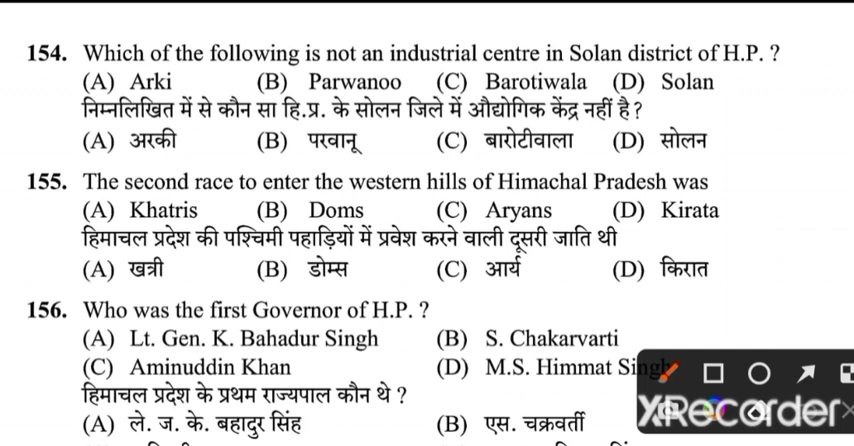 154. Which of the following is not an industrial centre in Solan district of H.P. ?
(A) Arki (B) Parwanoo (C) Barotiwala (D) Solan
निम्नलिखित में से कौन सा हि.प्र. के सोलन जिले में औद्योगिक केंद्र नहीं है ?
(A) अरकी (B) परवानू (C) बारोटीवाला (D) सोलन
155. The second race to enter the western hills of Himachal Pradesh was
(A) Khatris (B) Doms (C) Aryans (D) Kirata
हिमाचल प्रदेश की पश्चिमी पहाड़ियों में प्रवेश करने वाली दूसरी जाति थी
(A) खत्री (B) डोम्स (C) आर्य (D) किरात
156. Who was the first Governor of H.P. ?
(A) Lt. Gen. K. Bahadur Singh (B) S. Chakarvarti
(C) Aminuddin Khan (D) M.S. Himmat Singh
हिमाचल प्रदेश के प्रथम राज्यपाल कौन थे ?
(A) ले. ज. के. बहादुर सिंह (B) एस. चक्रवर्ती
XRecorder